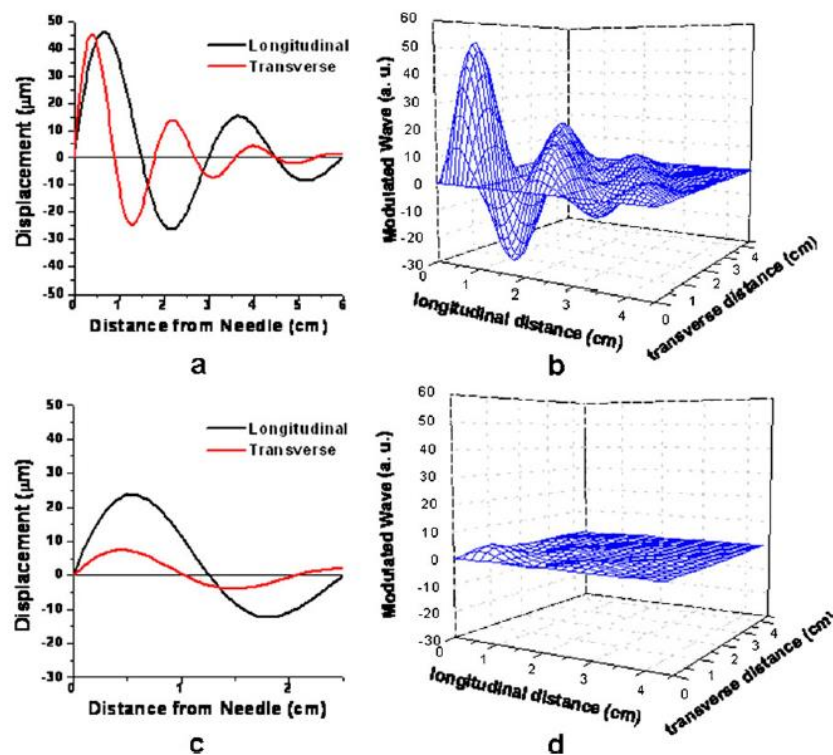 50
40
30
20
10
0
-10
-20
-30
-40
-50
Displacement (μm)
Longitudinal
Transverse
0 1 2 3 4 5 6
Distance from Needle (cm)
a
60
50
40
30
20
10
0
-10
-20
-30
Modulated Wave (a. u.)
0 1 2 3 4
longitudinal distance (cm)
0 1 2 3 4
transverse distance (cm)
b
50
40
30
20
10
0
-10
-20
-30
Displacement (μm)
Longitudinal
Transverse
0 1 2
Distance from Needle (cm)
c
60
50
40
30
20
10
0
-10
-20
-30
Modulated Wave (a. u.)
0 1 2 3 4
longitudinal distance (cm)
0 1 2 3 4
transverse distance (cm)
d